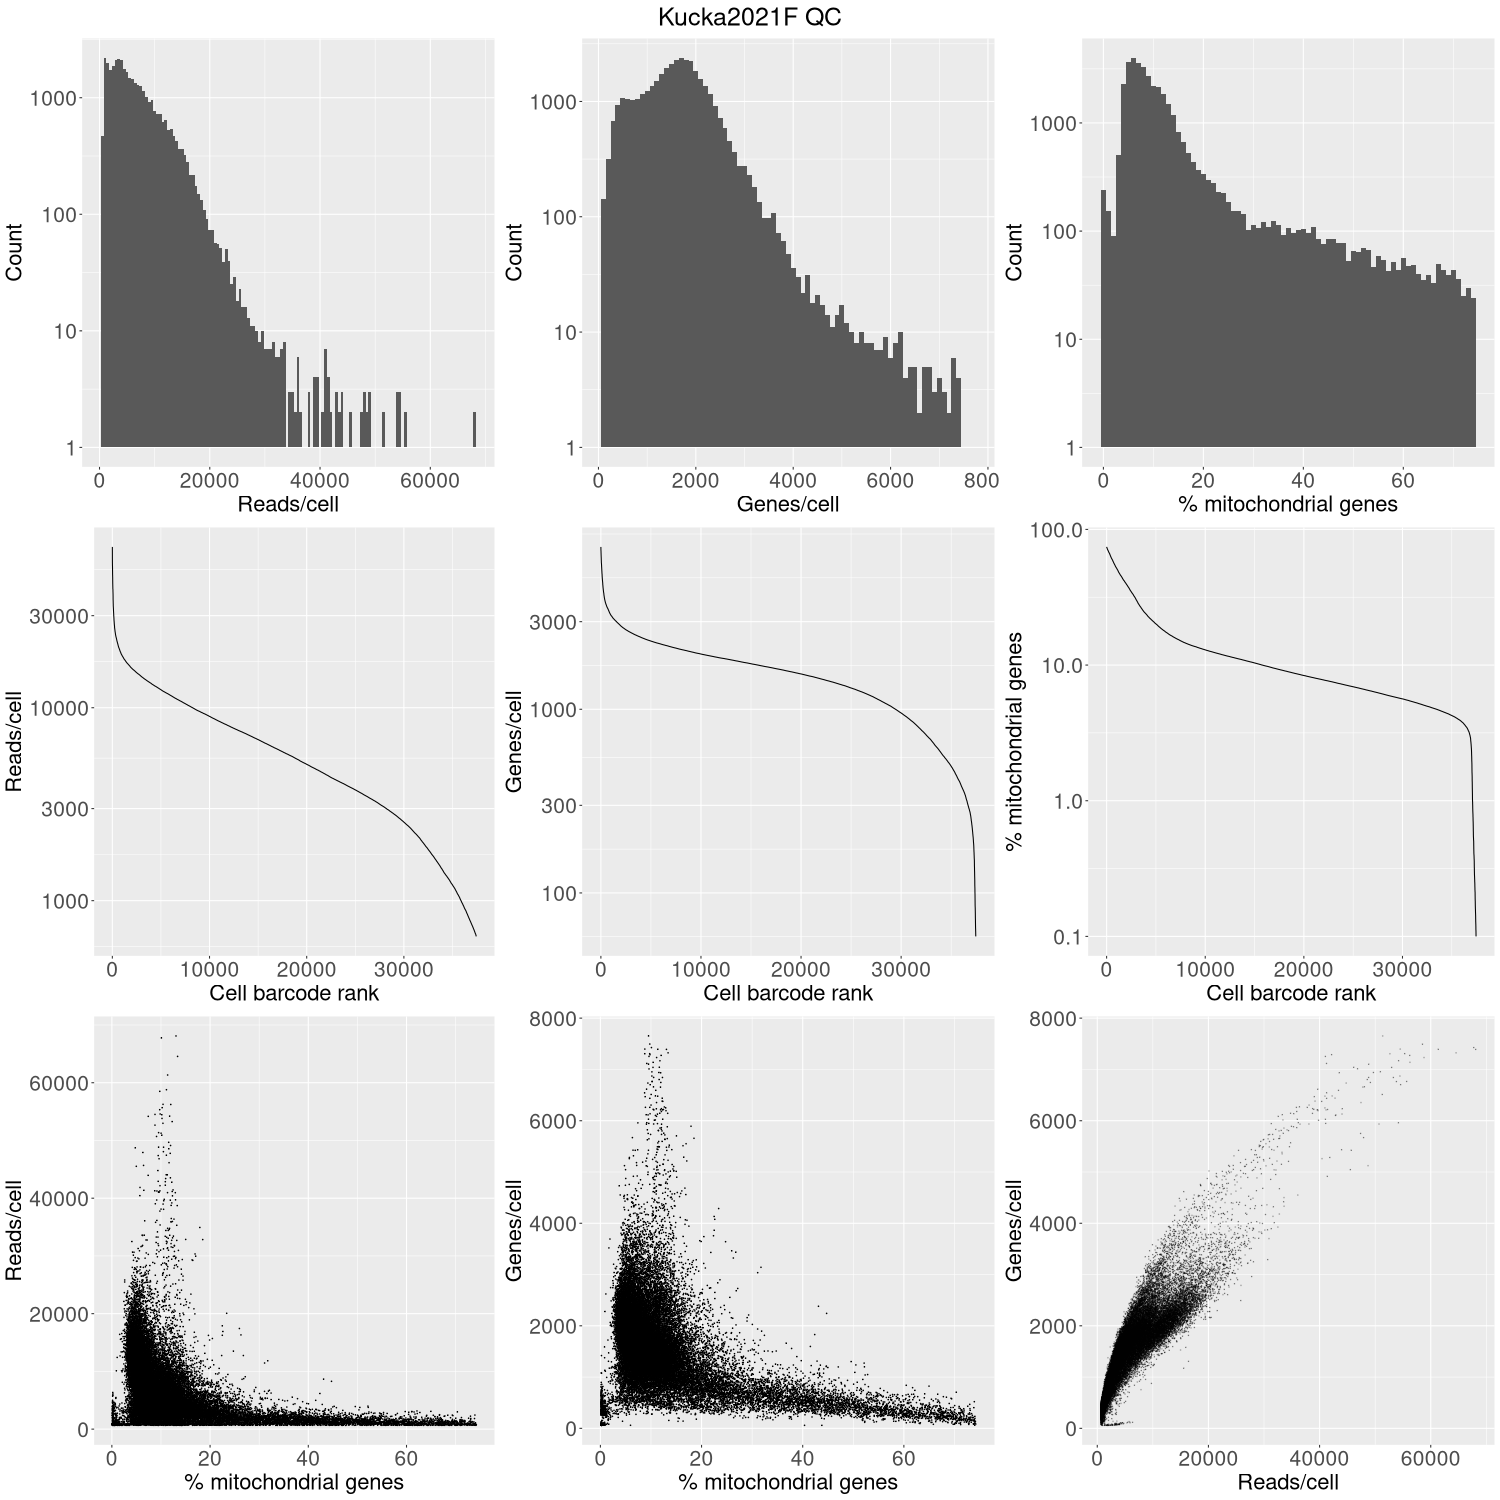 Kucka2021F QC
Count
1000
100
10
1
0 20000 40000 60000
Reads/cell
Count
1000
100
10
1
0 2000 4000 6000 800
Genes/cell
Count
1000
100
10
1
0 20 40 60
% mitochondrial genes
Reads/cell
30000
10000
3000
1000
0 10000 20000 30000
Cell barcode rank
Genes/cell
3000
1000
300
100
0 10000 20000 30000
Cell barcode rank
% mitochondrial genes
100.0
10.0
1.0
0.1
0 10000 20000 30000
Cell barcode rank
Reads/cell
60000
40000
20000
0
0 20 40 60
% mitochondrial genes
Genes/cell
8000
6000
4000
2000
0
0 20 40 60
% mitochondrial genes
Genes/cell
8000
6000
4000
2000
0
0 20000 40000 60000
Reads/cell